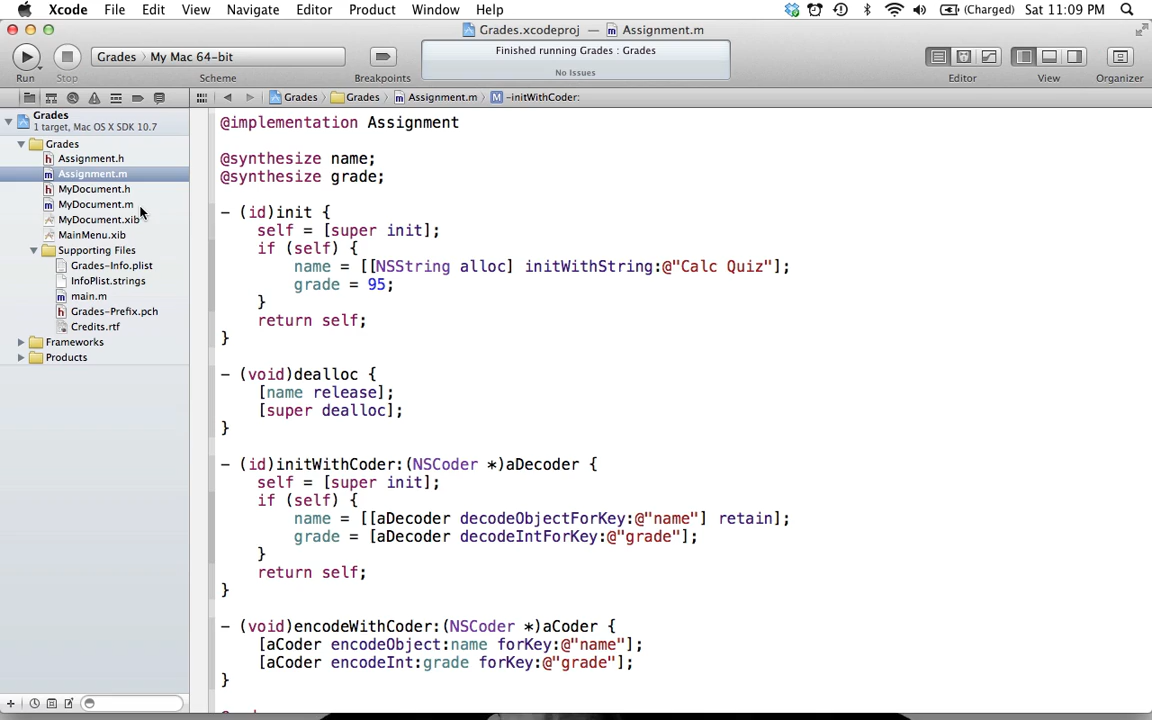 Xcode File Edit View Navigate Editor Product Window Help (Charged) Sat 11:09 PM
Grades.xcodeproj — Assignment.m
Grades › My Mac 64-bit
Finished running Grades : Grades
No Issues
Run Stop Scheme Breakpoints Editor View Organizer
Grades › Grades › Assignment.m › M -initWithCoder:
Grades
1 target, Mac OS X SDK 10.7
Grades
h Assignment.h
m Assignment.m
h MyDocument.h
m MyDocument.m
MyDocument.xib
MainMenu.xib
Supporting Files
Grades-Info.plist
InfoPlist.strings
m main.m
h Grades-Prefix.pch
Credits.rtf
Frameworks
Products
@implementation Assignment
@synthesize name;
@synthesize grade;
- (id)init {
self = [super init];
if (self) {
name = [[NSString alloc] initWithString:@"Calc Quiz"];
grade = 95;
}
return self;
}
- (void)dealloc {
[name release];
[super dealloc];
}
- (id)initWithCoder:(NSCoder *)aDecoder {
self = [super init];
if (self) {
name = [[aDecoder decodeObjectForKey:@"name"] retain];
grade = [aDecoder decodeIntForKey:@"grade"];
}
return self;
}
- (void)encodeWithCoder:(NSCoder *)aCoder {
[aCoder encodeObject:name forKey:@"name"];
[aCoder encodeInt:grade forKey:@"grade"];
}